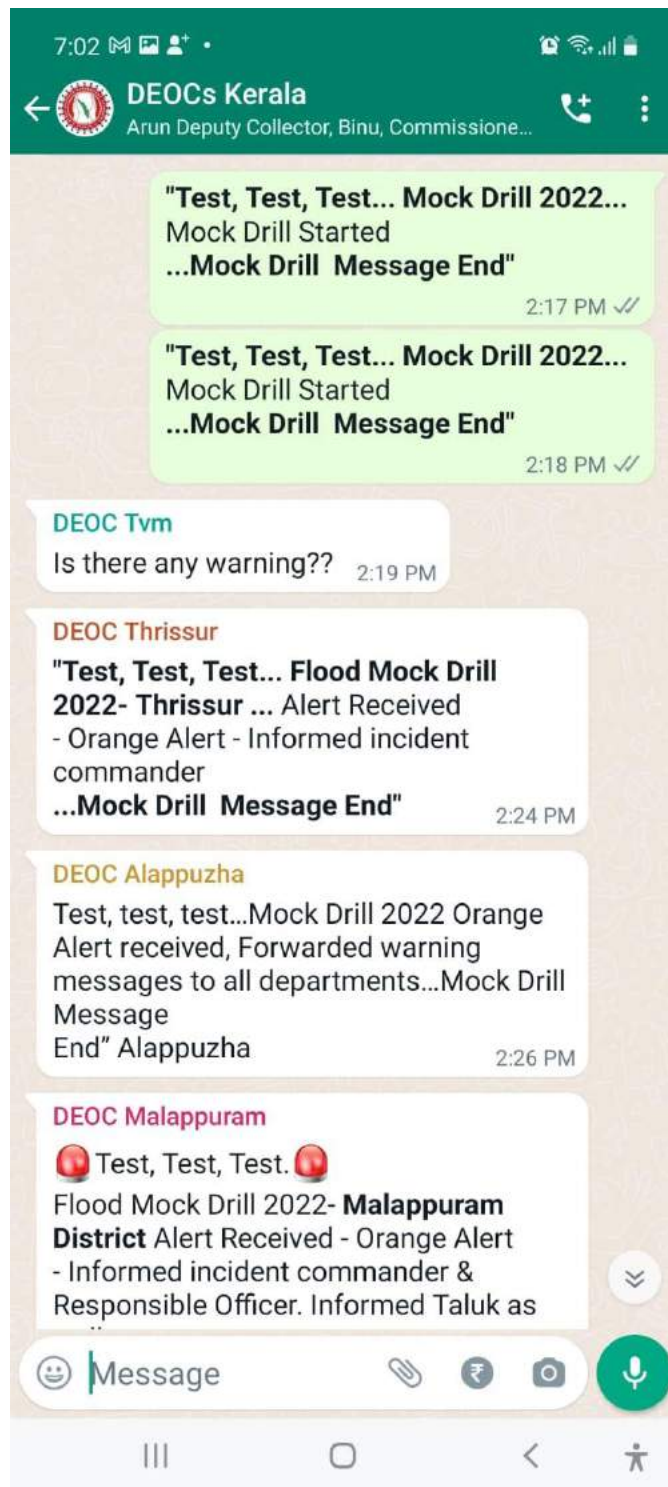 7:02
DEOCs Kerala
Arun Deputy Collector, Binu, Commissione...
"Test, Test, Test... Mock Drill 2022...
Mock Drill Started
...Mock Drill  Message End"
2:17 PM
"Test, Test, Test... Mock Drill 2022...
Mock Drill Started
...Mock Drill  Message End"
2:18 PM
DEOC Tvm
Is there any warning?? 2:19 PM
DEOC Thrissur
"Test, Test, Test... Flood Mock Drill
2022- Thrissur ... Alert Received
- Orange Alert - Informed incident
commander
...Mock Drill  Message End"
2:24 PM
DEOC Alappuzha
Test, test, test...Mock Drill 2022 Orange
Alert received, Forwarded warning
messages to all departments...Mock Drill
Message
End” Alappuzha
2:26 PM
DEOC Malappuram
🚨Test, Test, Test.🚨
Flood Mock Drill 2022- Malappuram
District Alert Received - Orange Alert
- Informed incident commander &
Responsible Officer. Informed Taluk as
Message